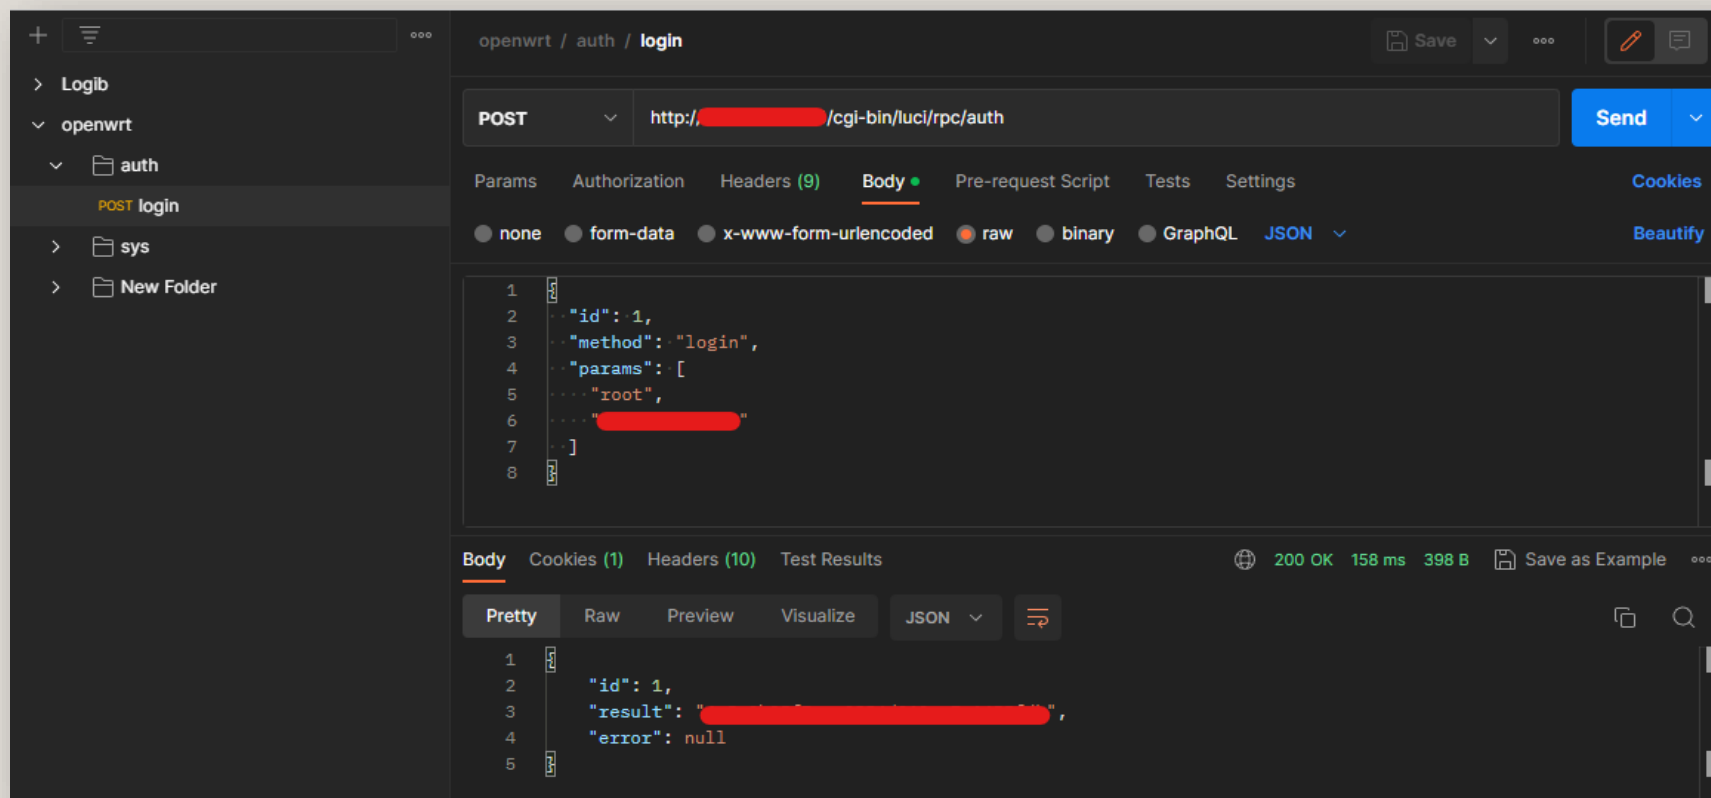 openwrt / auth / login
Save
Logib
openwrt
auth
POST login
sys
New Folder
POST
http:/ /cgi-bin/luci/rpc/auth
Send
Params Authorization Headers (9) Body Pre-request Script Tests Settings Cookies
none form-data x-www-form-urlencoded raw binary GraphQL JSON Beautify
1 {
2 "id": 1,
3 "method": "login",
4 "params": [
5 "root",
6 " "
7 ]
8 }
Body Cookies (1) Headers (10) Test Results 200 OK 158 ms 398 B Save as Example
Pretty Raw Preview Visualize JSON
1 {
2 "id": 1,
3 "result": " ",
4 "error": null
5 }